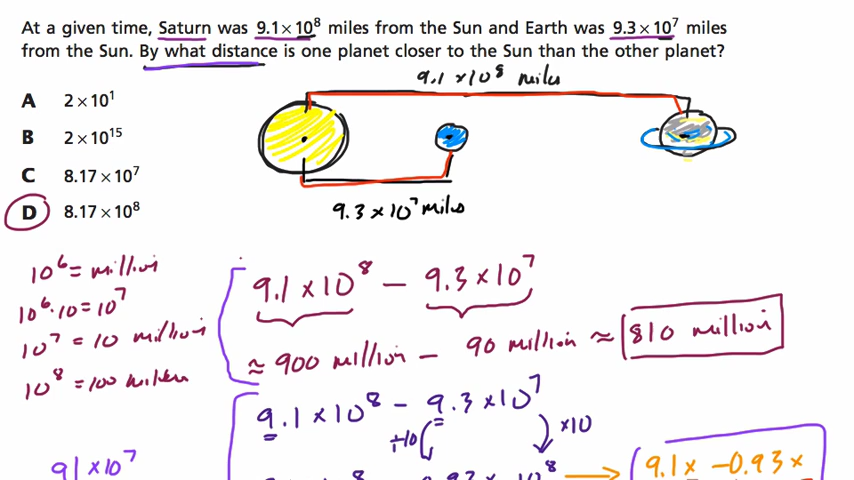 At a given time, Saturn was 9.1×10⁸ miles from the Sun and Earth was 9.3×10⁷ miles
from the Sun. By what distance is one planet closer to the Sun than the other planet?
9.1 ×10⁸ miles
A 2×10¹
B 2×10¹⁵
C 8.17×10⁷
D 8.17×10⁸
9.3 ×10⁷ miles
10⁶ = million
10⁶·10 = 10⁷
10⁷ = 10 million
10⁸ = 100 million
9.1 ×10⁸ − 9.3×10⁷
≈ 900 million − 90 million ≈ 810 million
9.1 ×10⁸ − 9.3 ×10⁷
÷10 ×10
91 ×10⁷
9.1× −0.93×